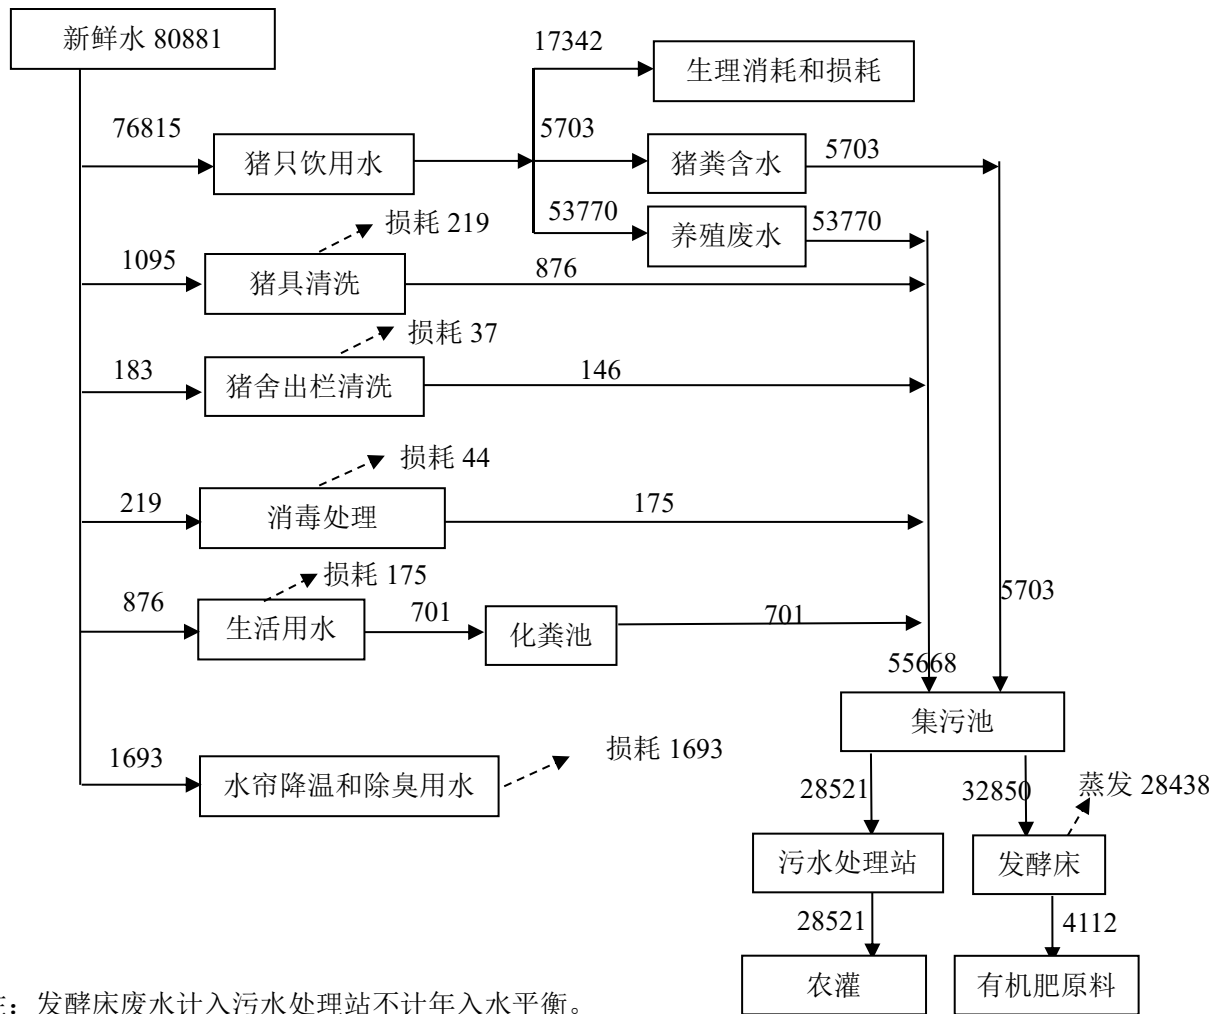 新鲜水 80881
17342
生理消耗和损耗
76815
猪只饮用水
5703
猪粪含水
5703
53770
养殖废水
53770
损耗 219
1095
猪具清洗
876
损耗 37
183
猪舍出栏清洗
146
损耗 44
219
消毒处理
175
损耗 175
876
生活用水
701
化粪池
701
5703
55668
集污池
1693
水帘降温和除臭用水
损耗 1693
28521
32850
蒸发 28438
污水处理站
发酵床
28521
4112
农灌
有机肥原料
：发酵床废水计入污水处理站不计年入水平衡。